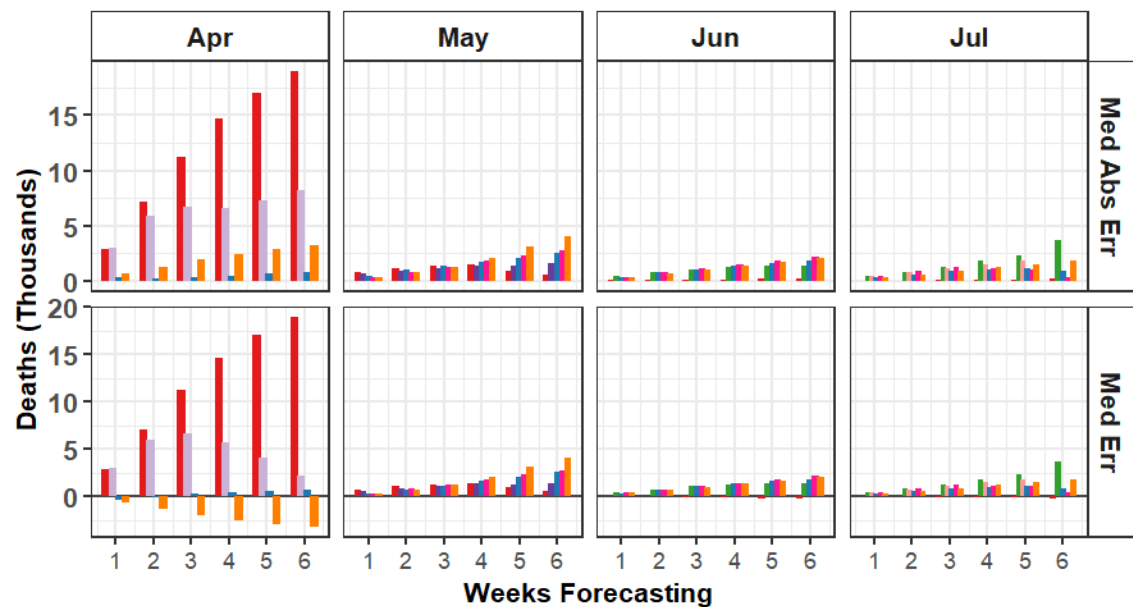 Apr May Jun Jul
15
10
5
0
Med Abs Err
20
15
10
5
0
Med Err
Deaths (Thousands)
1 2 3 4 5 6 1 2 3 4 5 6 1 2 3 4 5 6 1 2 3 4 5 6
Weeks Forecasting